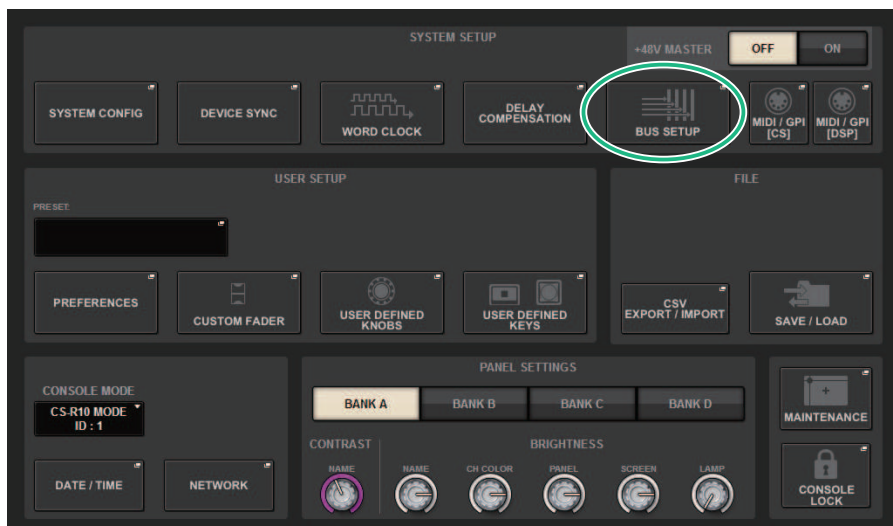 SYSTEM SETUP
+48V MASTER
OFF
ON
SYSTEM CONFIG
DEVICE SYNC
WORD CLOCK
DELAY
COMPENSATION
BUS SETUP
MIDI / GPI
[CS]
MIDI / GPI
[DSP]
USER SETUP
PRESET
PREFERENCES
CUSTOM FADER
USER DEFINED
KNOBS
USER DEFINED
KEYS
FILE
CSV
EXPORT / IMPORT
SAVE / LOAD
CONSOLE MODE
CS-R10 MODE
ID : 1
DATE / TIME
NETWORK
PANEL SETTINGS
BANK A
BANK B
BANK C
BANK D
CONTRAST
BRIGHTNESS
NAME
NAME
CH COLOR
PANEL
SCREEN
LAMP
MAINTENANCE
CONSOLE
LOCK